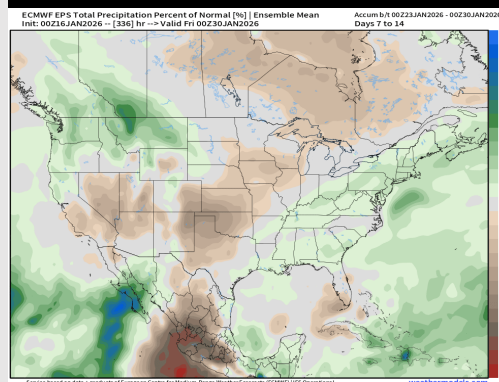 ECMWF EPS Total Precipitation Percent of Normal [%] | Ensemble Mean
Init: 00Z16JAN2026 -- [336] hr --> Valid Fri 00Z30JAN2026
Accum b/t 00Z23JAN2026 - 00Z30JAN202
Days 7 to 14